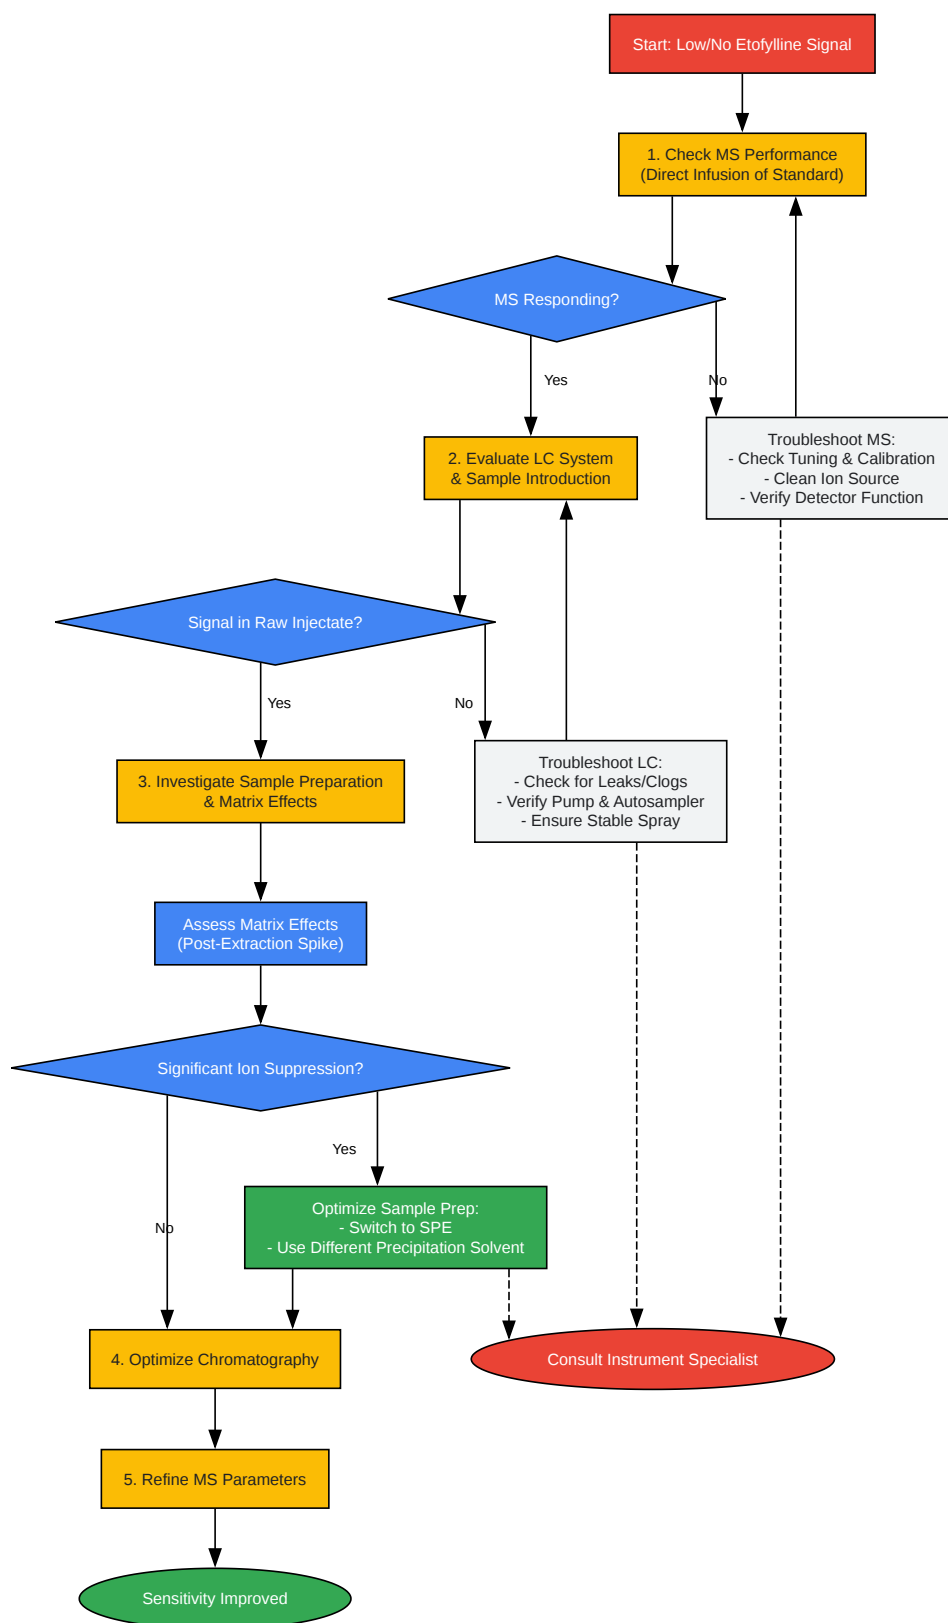 Start: Low/No Etofylline Signal
1. Check MS Performance
(Direct Infusion of Standard)
MS Responding?
Yes
No
2. Evaluate LC System
& Sample Introduction
Troubleshoot MS:
- Check Tuning & Calibration
- Clean Ion Source
- Verify Detector Function
Signal in Raw Injectate?
Yes
No
3. Investigate Sample Preparation
& Matrix Effects
Troubleshoot LC:
- Check for Leaks/Clogs
- Verify Pump & Autosampler
- Ensure Stable Spray
Assess Matrix Effects
(Post-Extraction Spike)
Significant Ion Suppression?
Yes
No
Optimize Sample Prep:
- Switch to SPE
- Use Different Precipitation Solvent
4. Optimize Chromatography
Consult Instrument Specialist
5. Refine MS Parameters
Sensitivity Improved